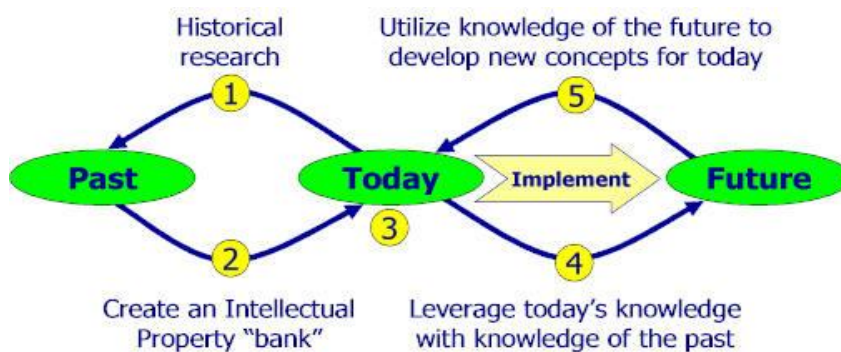 Historical
research
Utilize knowledge of the future to
develop new concepts for today
1
5
Past
Today
Implement
Future
3
2
4
Create an Intellectual
Property “bank”
Leverage today’s knowledge
with knowledge of the past